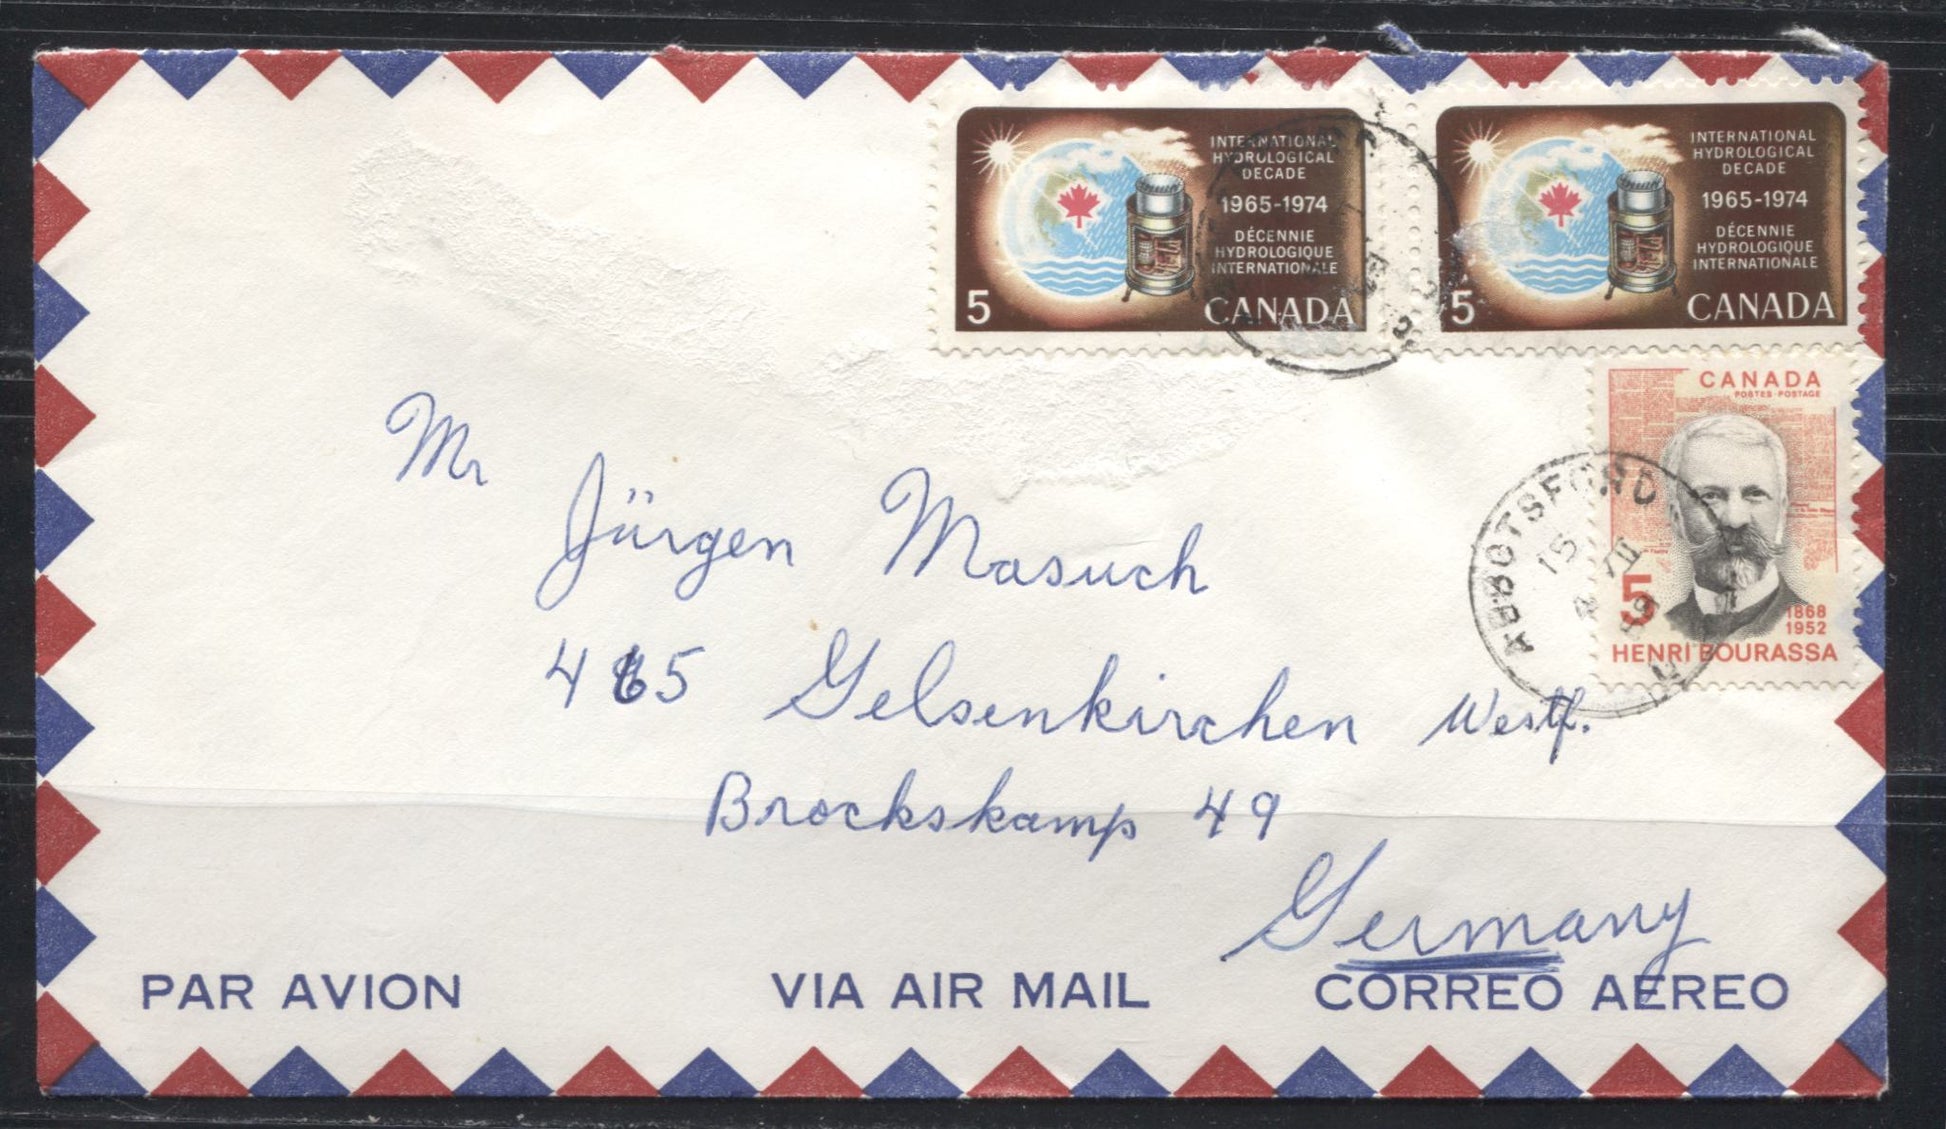 INTERNATIONAL
HYDROLOGICAL
DECADE
1965-1974
DÉCENNIE
HYDROLOGIQUE
INTERNATIONALE
5
CANADA
INTERNATIONAL
HYDROLOGICAL
DECADE
1965-1974
DÉCENNIE
HYDROLOGIQUE
INTERNATIONALE
5
CANADA
CANADA
POSTES-POSTAGE
5
1868
1952
HENRI BOURASSA
ABBOTSFORD
15
VII
Mr
Jürgen Masuch
465 Gelsenkirchen Westf.
Brockskamp 49
Germany
PAR AVION VIA AIR MAIL CORREO AEREO